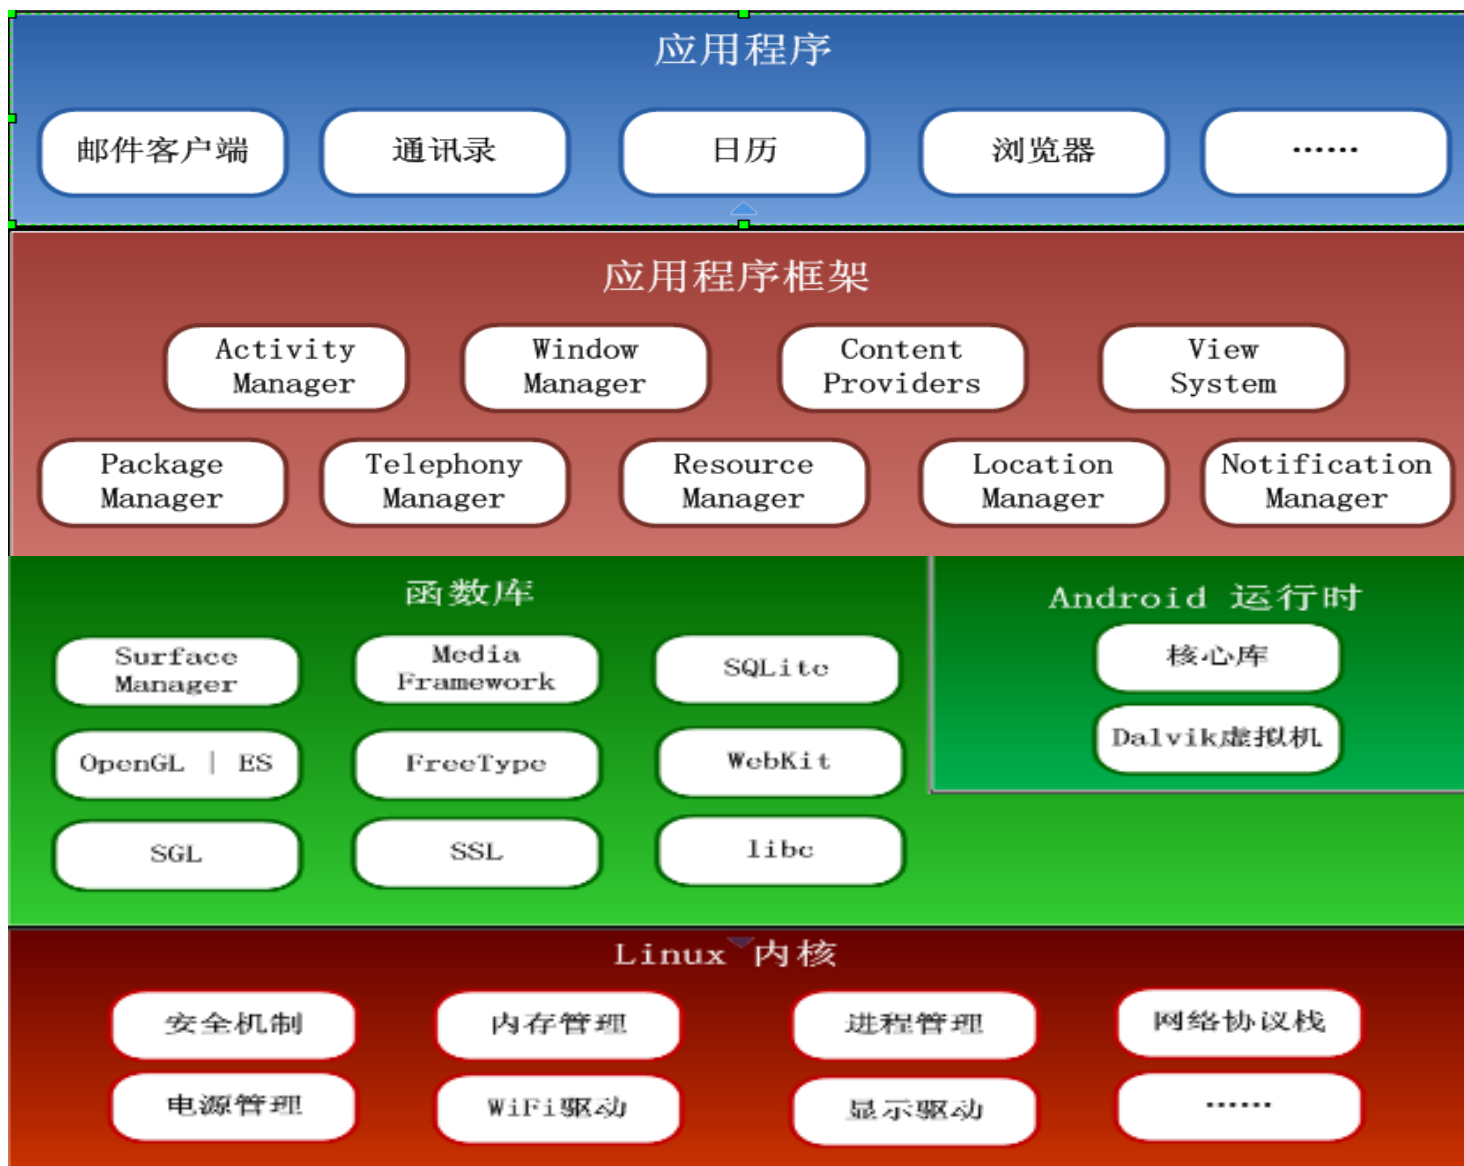 应用程序
邮件客户端
通讯录
日历
浏览器
······
应用程序框架
Activity
Manager
Window
Manager
Content
Providers
View
System
Package
Manager
Telephony
Manager
Resource
Manager
Location
Manager
Notification
Manager
函数库
Surface
Manager
Media
Framework
SQLite
OpenGL | ES
FreeType
WebKit
SGL
SSL
libc
Android 运行时
核心库
Dalvik虚拟机
Linux 内核
安全机制
内存管理
进程管理
网络协议栈
电源管理
WiFi驱动
显示驱动
······